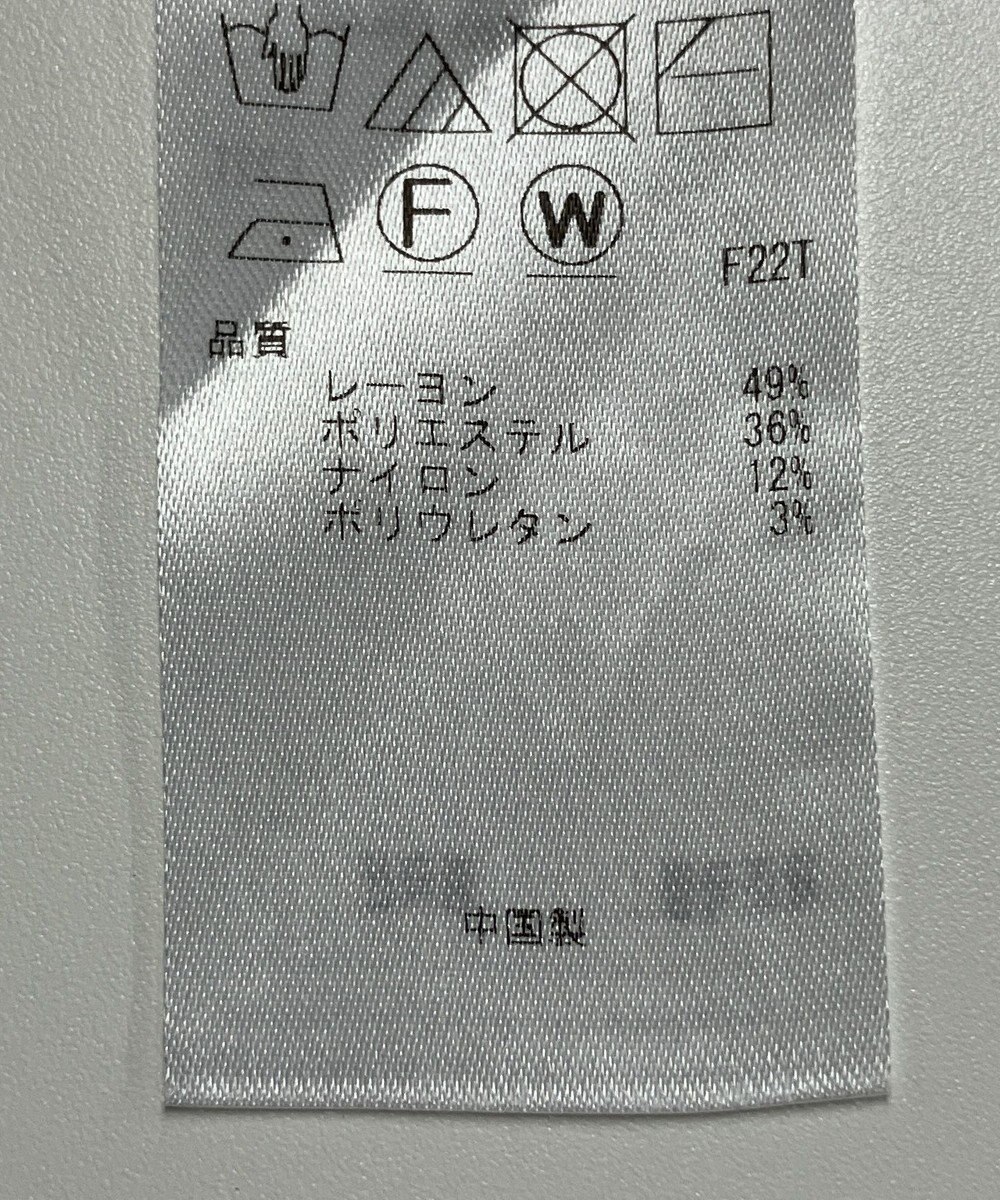 F W
F22T
品質
レーヨン 49%
ポリエステル 36%
ナイロン 12%
ポリウレタン 3%
中国製